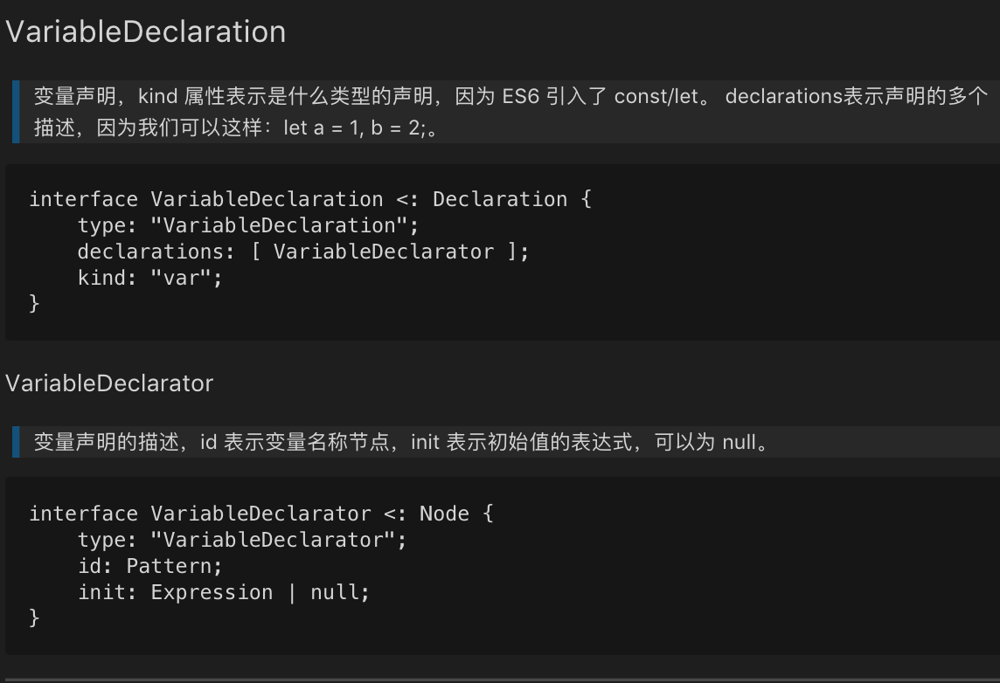 VariableDeclaration
变量声明，kind 属性表示是什么类型的声明，因为 ES6 引入了 const/let。 declarations表示声明的多个
描述，因为我们可以这样：let a = 1, b = 2;。
interface VariableDeclaration <: Declaration {
    type: "VariableDeclaration";
    declarations: [ VariableDeclarator ];
    kind: "var";
}
VariableDeclarator
变量声明的描述，id 表示变量名称节点，init 表示初始值的表达式，可以为 null。
interface VariableDeclarator <: Node {
    type: "VariableDeclarator";
    id: Pattern;
    init: Expression | null;
}